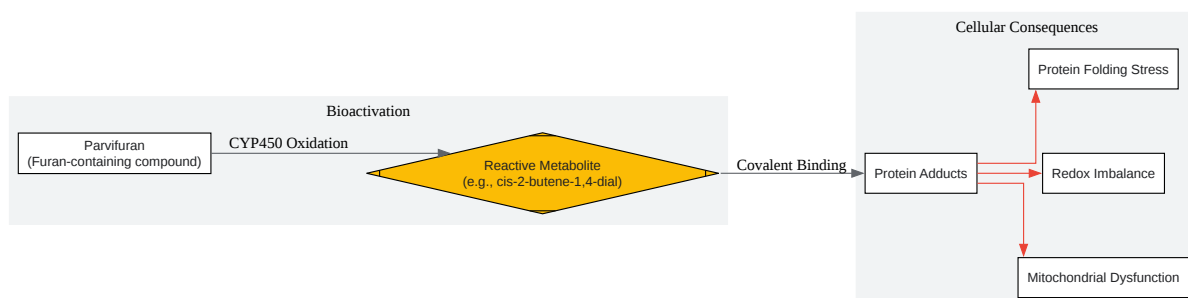 Bioactivation
Parvifuran
(Furan-containing compound)
CYP450 Oxidation
Reactive Metabolite
(e.g., cis-2-butene-1,4-dial)
Covalent Binding
Cellular Consequences
Protein Adducts
Protein Folding Stress
Redox Imbalance
Mitochondrial Dysfunction